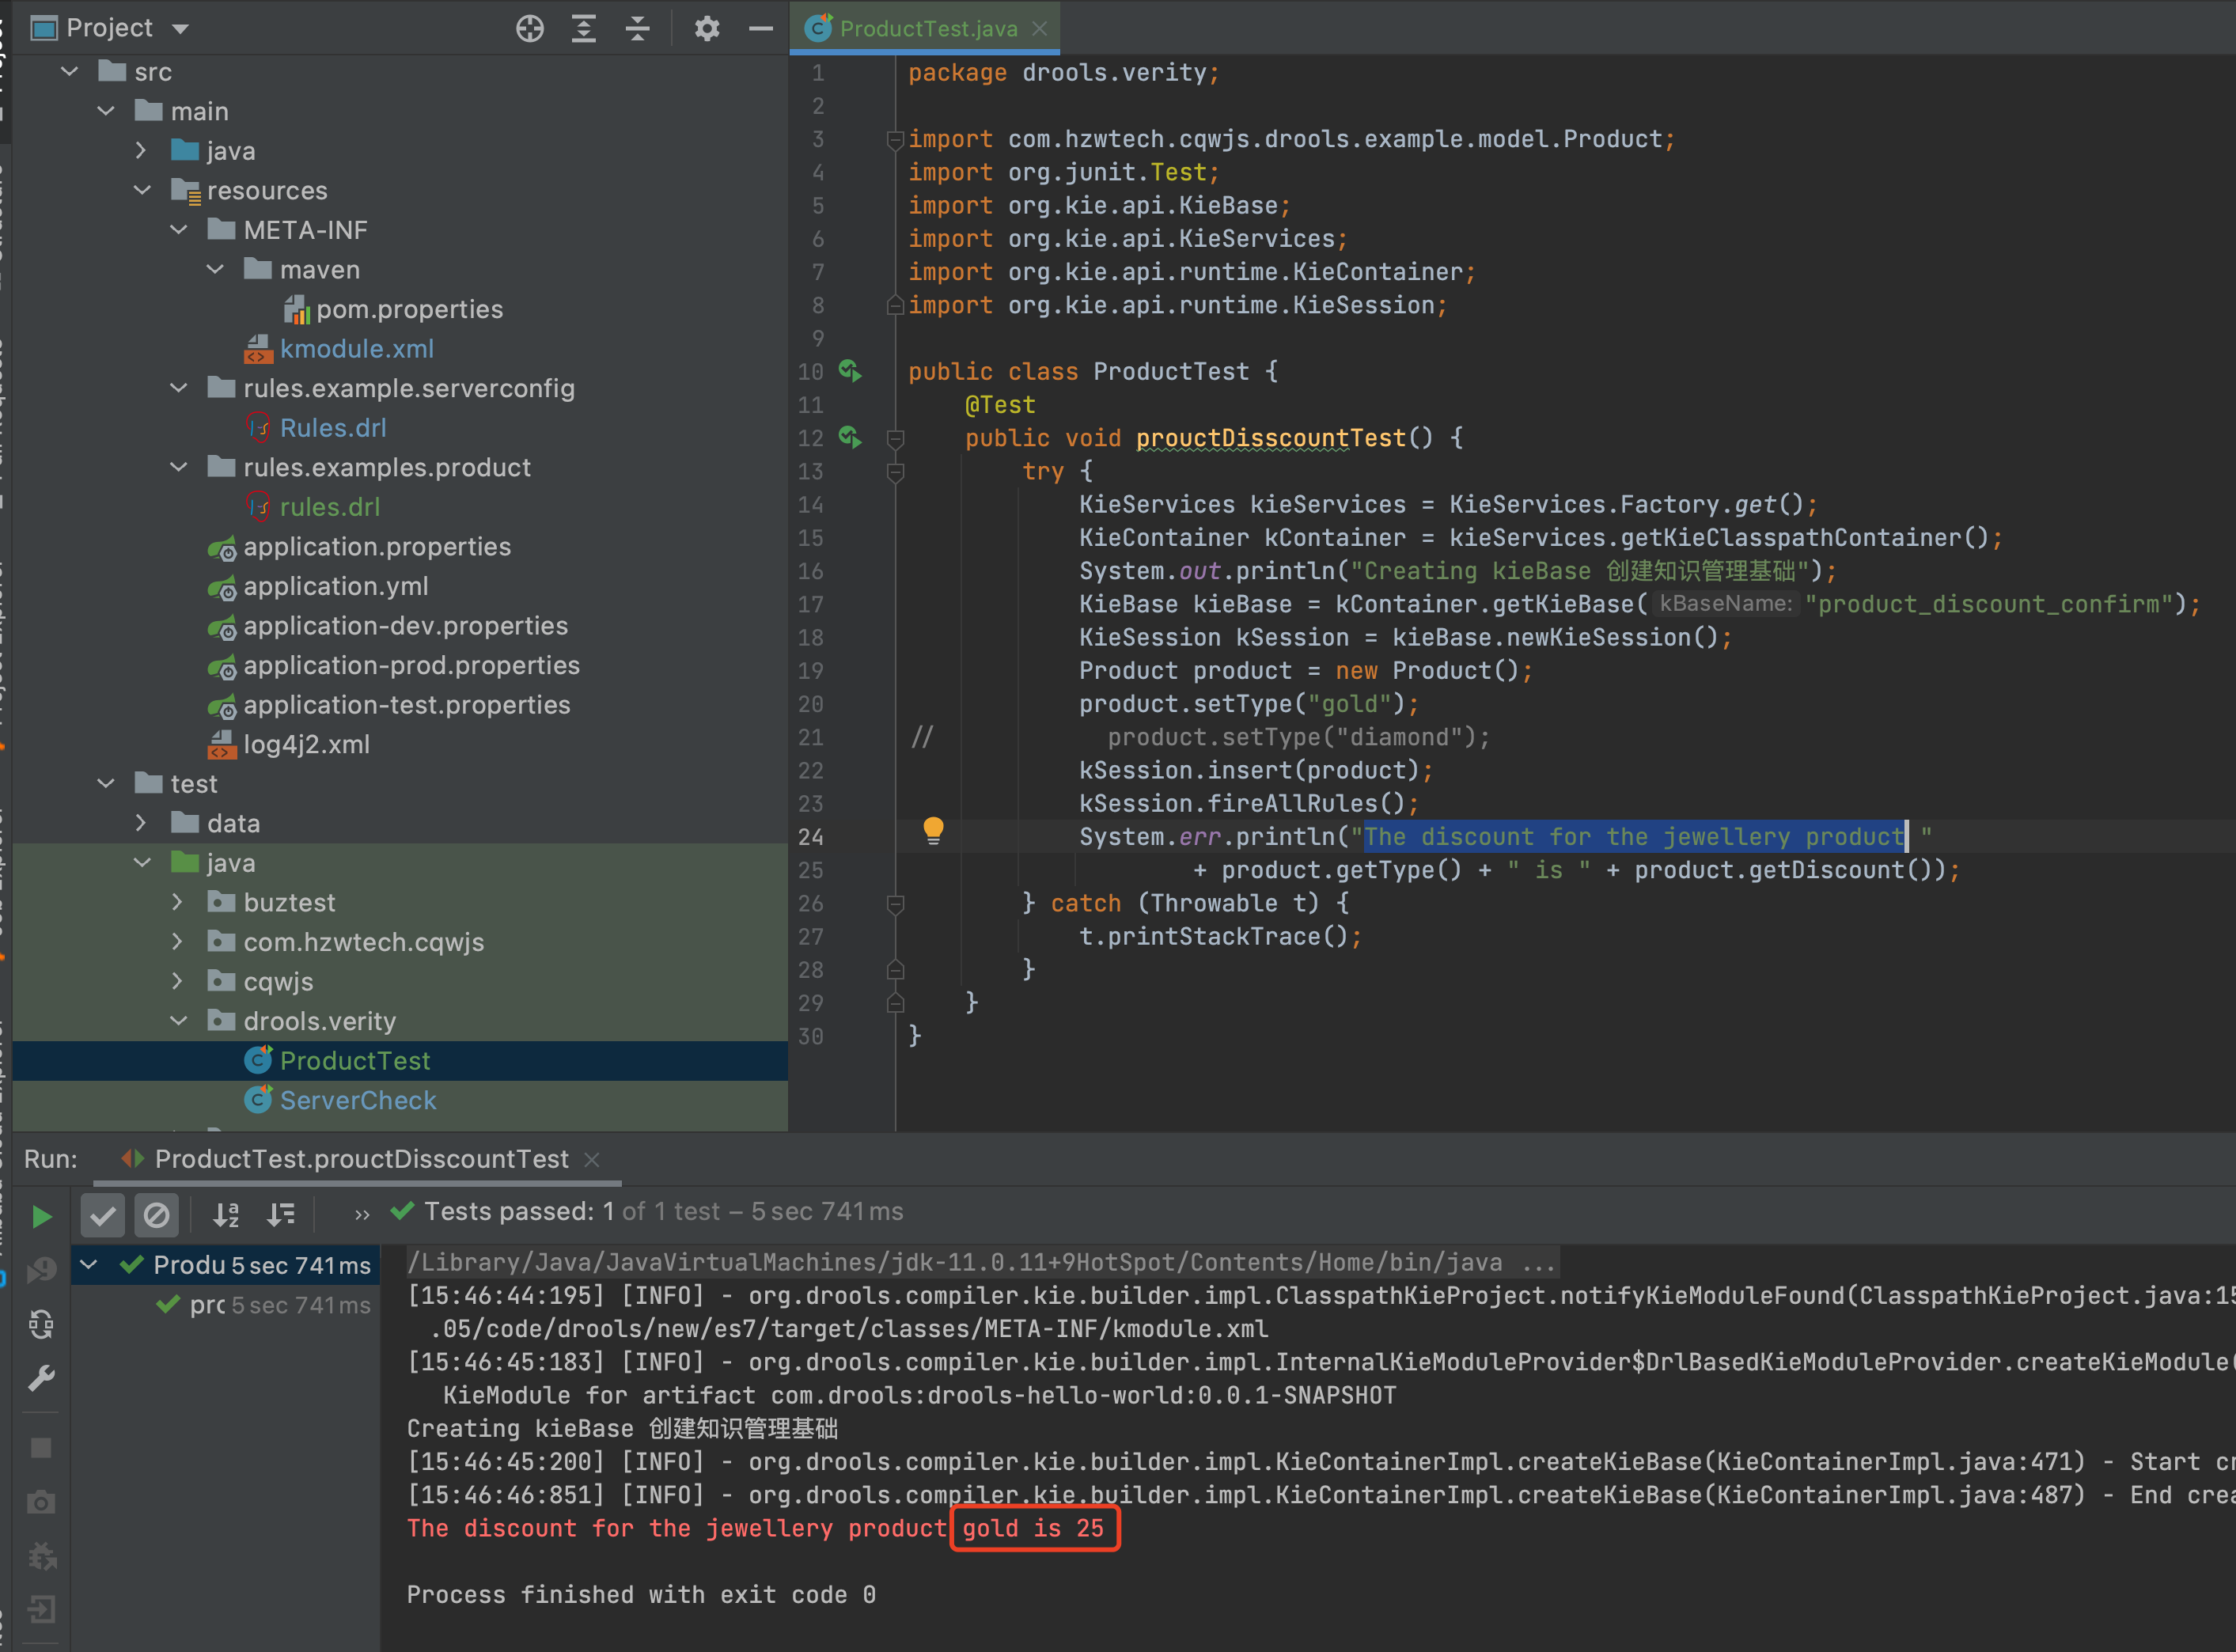 Project
ProductTest.java
src
main
java
resources
META-INF
maven
pom.properties
kmodule.xml
rules.example.serverconfig
Rules.drl
rules.examples.product
rules.drl
application.properties
application.yml
application-dev.properties
application-prod.properties
application-test.properties
log4j2.xml
test
data
java
buztest
com.hzwtech.cqwjs
cqwjs
drools.verity
ProductTest
ServerCheck
1 package drools.verity;
2
3 import com.hzwtech.cqwjs.drools.example.model.Product;
4 import org.junit.Test;
5 import org.kie.api.KieBase;
6 import org.kie.api.KieServices;
7 import org.kie.api.runtime.KieContainer;
8 import org.kie.api.runtime.KieSession;
9
10 public class ProductTest {
11 @Test
12 public void prouctDisscountTest() {
13 try {
14 KieServices kieServices = KieServices.Factory.get();
15 KieContainer kContainer = kieServices.getKieClasspathContainer();
16 System.out.println("Creating kieBase 创建知识管理基础");
17 KieBase kieBase = kContainer.getKieBase( kBaseName: "product_discount_confirm");
18 KieSession kSession = kieBase.newKieSession();
19 Product product = new Product();
20 product.setType("gold");
21 // product.setType("diamond");
22 kSession.insert(product);
23 kSession.fireAllRules();
24 System.err.println("The discount for the jewellery product "
25 + product.getType() + " is " + product.getDiscount());
26 } catch (Throwable t) {
27 t.printStackTrace();
28 }
29 }
30 }
Run: ProductTest.prouctDisscountTest
Tests passed: 1 of 1 test – 5 sec 741 ms
Produ 5 sec 741 ms
prc 5 sec 741 ms
/Library/Java/JavaVirtualMachines/jdk-11.0.11+9HotSpot/Contents/Home/bin/java ...
[15:46:44:195] [INFO] - org.drools.compiler.kie.builder.impl.ClasspathKieProject.notifyKieModuleFound(ClasspathKieProject.java:15
.05/code/drools/new/es7/target/classes/META-INF/kmodule.xml
[15:46:45:183] [INFO] - org.drools.compiler.kie.builder.impl.InternalKieModuleProvider$DrlBasedKieModuleProvider.createKieModule(
KieModule for artifact com.drools:drools-hello-world:0.0.1-SNAPSHOT
Creating kieBase 创建知识管理基础
[15:46:45:200] [INFO] - org.drools.compiler.kie.builder.impl.KieContainerImpl.createKieBase(KieContainerImpl.java:471) - Start cr
[15:46:46:851] [INFO] - org.drools.compiler.kie.builder.impl.KieContainerImpl.createKieBase(KieContainerImpl.java:487) - End crea
The discount for the jewellery product gold is 25
Process finished with exit code 0